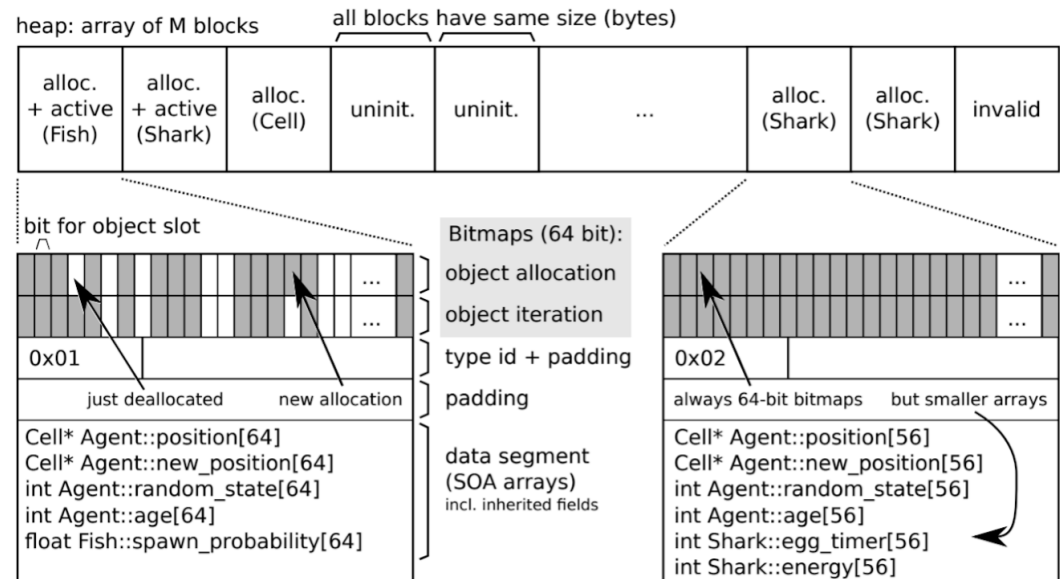 heap: array of M blocks
all blocks have same size (bytes)
alloc.
+ active
(Fish)
alloc.
+ active
(Shark)
alloc.
(Cell)
uninit.
uninit.
...
alloc.
(Shark)
alloc.
(Shark)
invalid
bit for object slot
...
...
0x01
just deallocated
new allocation
Cell* Agent::position[64]
Cell* Agent::new_position[64]
int Agent::random_state[64]
int Agent::age[64]
float Fish::spawn_probability[64]
Bitmaps (64 bit):
object allocation
object iteration
type id + padding
padding
data segment
(SOA arrays)
incl. inherited fields
...
...
0x02
always 64-bit bitmaps
but smaller arrays
Cell* Agent::position[56]
Cell* Agent::new_position[56]
int Agent::random_state[56]
int Agent::age[56]
int Shark::egg_timer[56]
int Shark::energy[56]